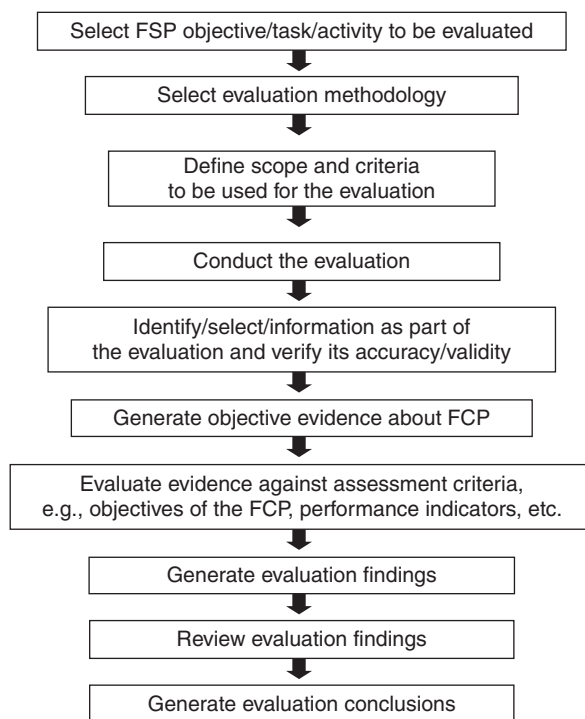 Select FSP objective/task/activity to be evaluated
Select evaluation methodology
Define scope and criteria
to be used for the evaluation
Conduct the evaluation
Identify/select/information as part of
the evaluation and verify its accuracy/validity
Generate objective evidence about FCP
Evaluate evidence against assessment criteria,
e.g., objectives of the FCP, performance indicators, etc.
Generate evaluation findings
Review evaluation findings
Generate evaluation conclusions